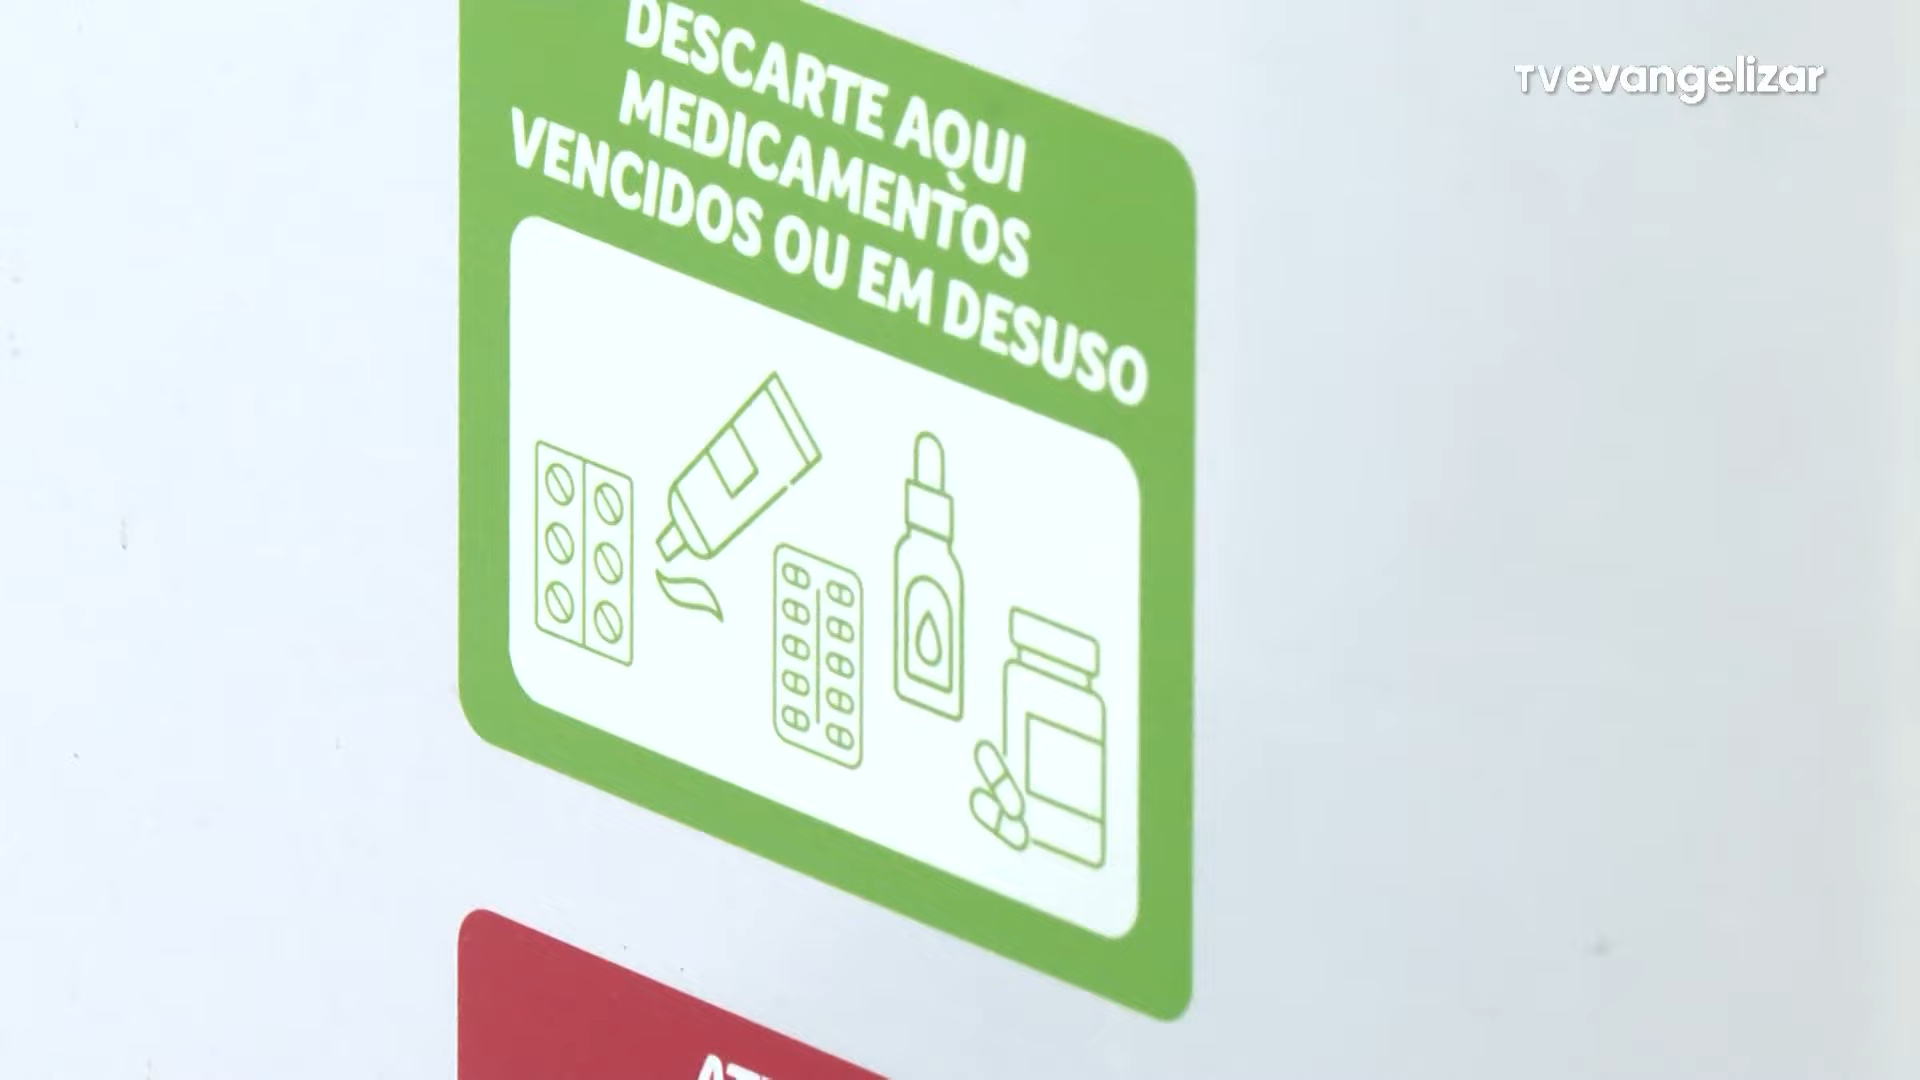 DESCARTE AQUI
MEDICAMENTOS
VENCIDOS OU EM DESUSO
TVevangelizar